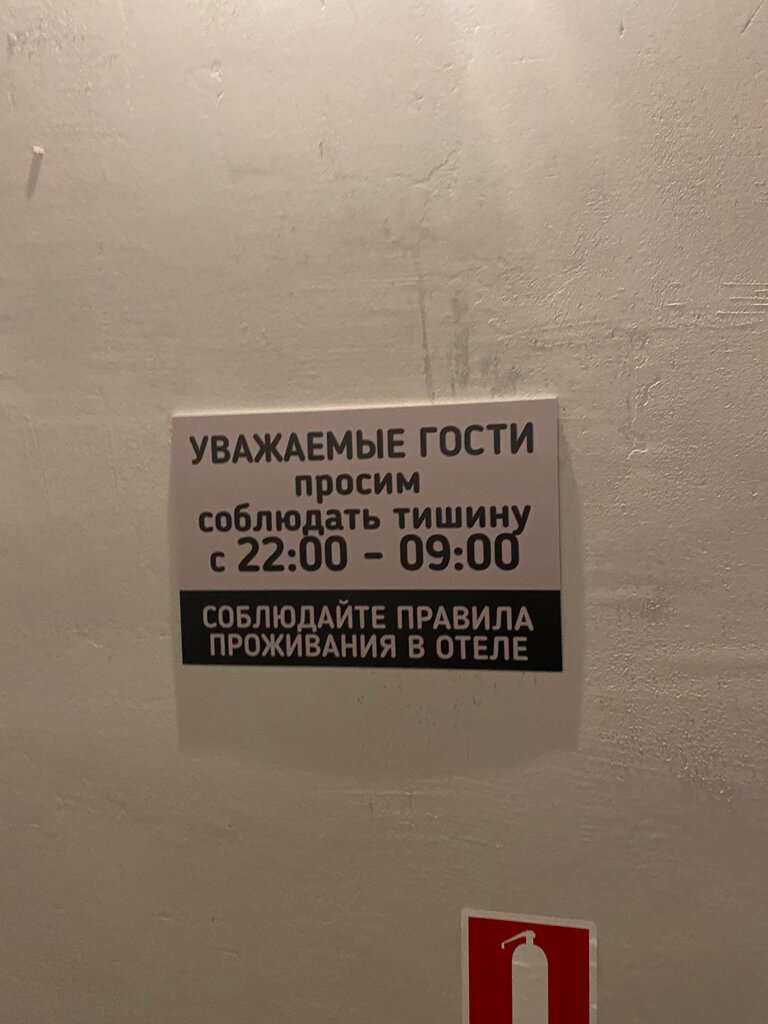 УВАЖАЕМЫЕ ГОСТИ
просим
соблюдать тишину
с 22:00 - 09:00
СОБЛЮДАЙТЕ ПРАВИЛА
ПРОЖИВАНИЯ В ОТЕЛЕ